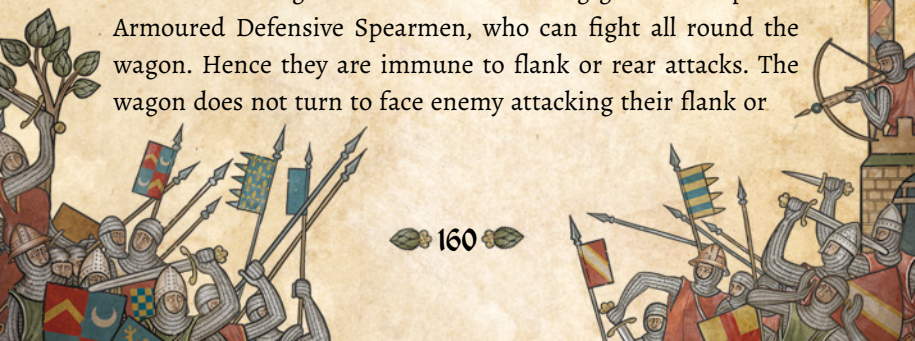 Armoured Defensive Spearmen, who can fight all round the
wagon. Hence they are immune to flank or rear attacks. The
wagon does not turn to face enemy attacking their flank or
160